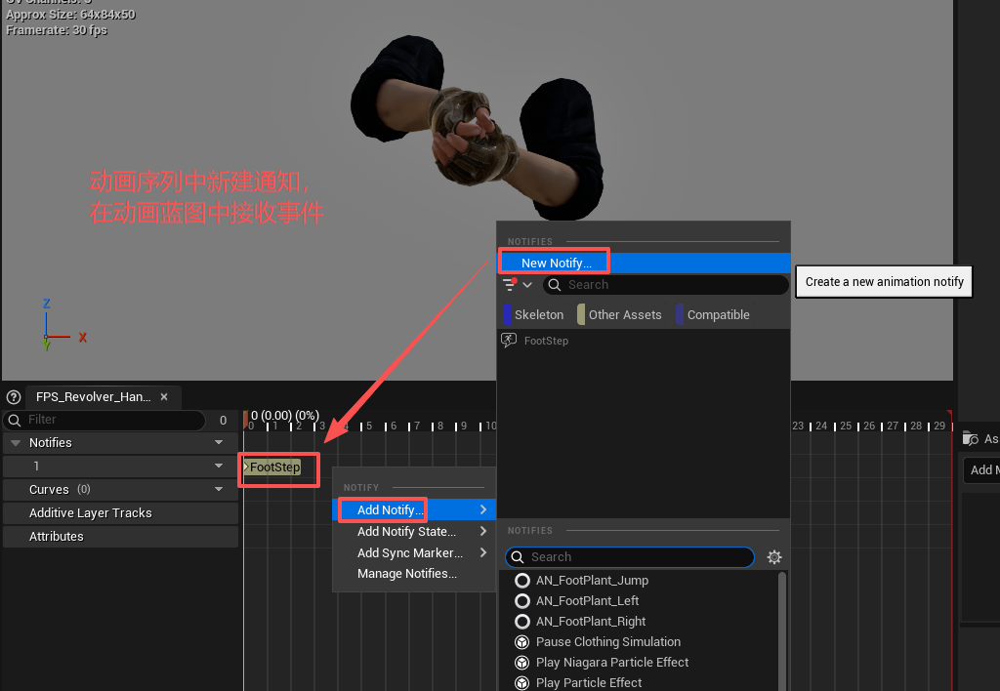 Approx Size: 64x84x50
Framerate: 30 fps
动画序列中新建通知，
在动画蓝图中接收事件
Z
X
Y
NOTIFIES
New Notify...
Create a new animation notify
Search
Skeleton
Other Assets
Compatible
FootStep
FPS_Revolver_Han...
Filter
0
0 (0.00) (0%)
0 1 2 3 4 5 6 7 8 9 10
23 24 25 26 27 28 29
Notifies
1
FootStep
Curves (0)
Additive Layer Tracks
Attributes
NOTIFY
Add Notify...
Add Notify State...
Add Sync Marker...
Manage Notifies...
NOTIFIES
Search
AN_FootPlant_Jump
AN_FootPlant_Left
AN_FootPlant_Right
Pause Clothing Simulation
Play Niagara Particle Effect
Play Particle Effect